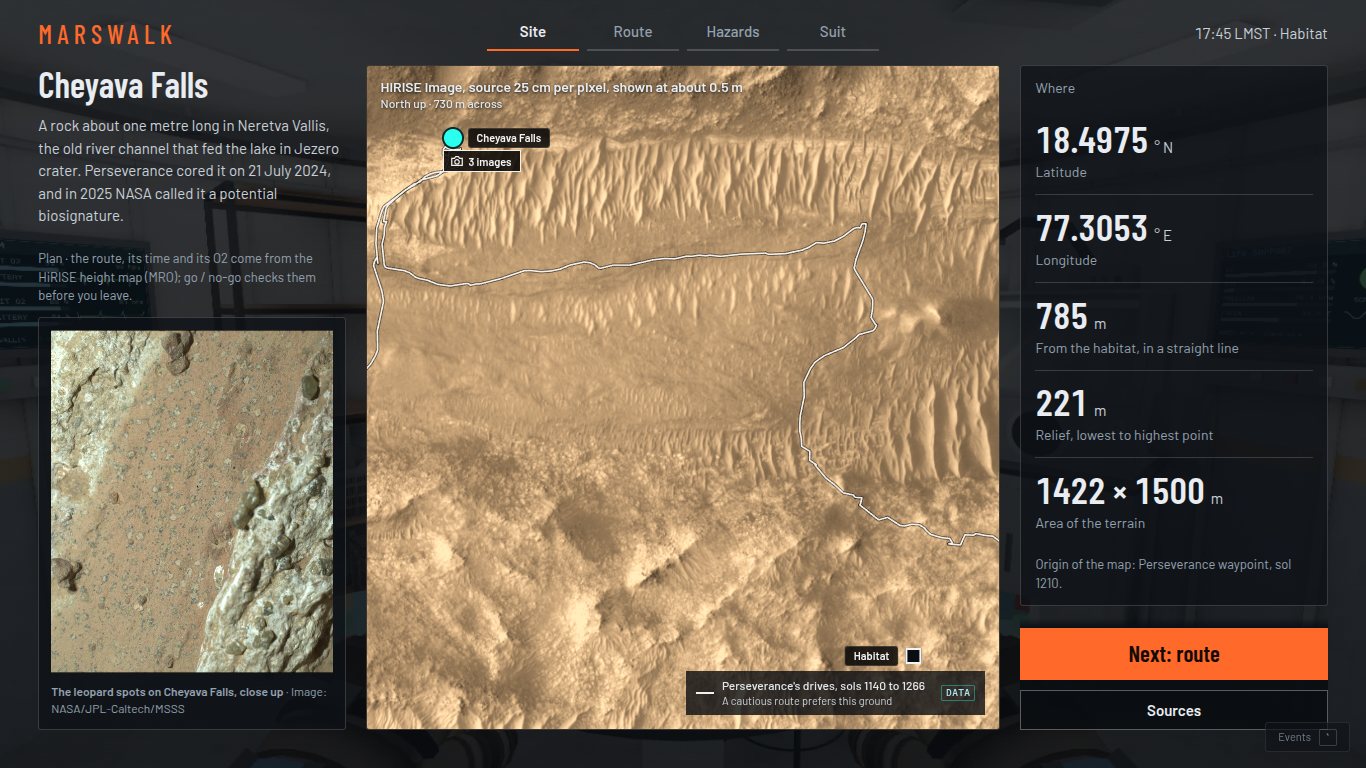 MARSWALK
Site
Route
Hazards
Suit
17:45 LMST · Habitat
Cheyava Falls
A rock about one metre long in Neretva Vallis,
the old river channel that fed the lake in Jezero
crater. Perseverance cored it on 21 July 2024,
and in 2025 NASA called it a potential
biosignature.
Plan · the route, its time and its O2 come from the
HiRISE height map (MRO); go / no-go checks them
before you leave.
The leopard spots on Cheyava Falls, close up · Image:
NASA/JPL-Caltech/MSSS
HIRISE Image, source 25 cm per pixel, shown at about 0.5 m
North up · 730 m across
Cheyava Falls
3 images
Habitat
Perseverance's drives, sols 1140 to 1266
A cautious route prefers this ground
DATA
Where
18.4975 °N
Latitude
77.3053 °E
Longitude
785 m
From the habitat, in a straight line
221 m
Relief, lowest to highest point
1422 × 1500 m
Area of the terrain
Origin of the map: Perseverance waypoint, sol
1210.
Next: route
Sources
Events